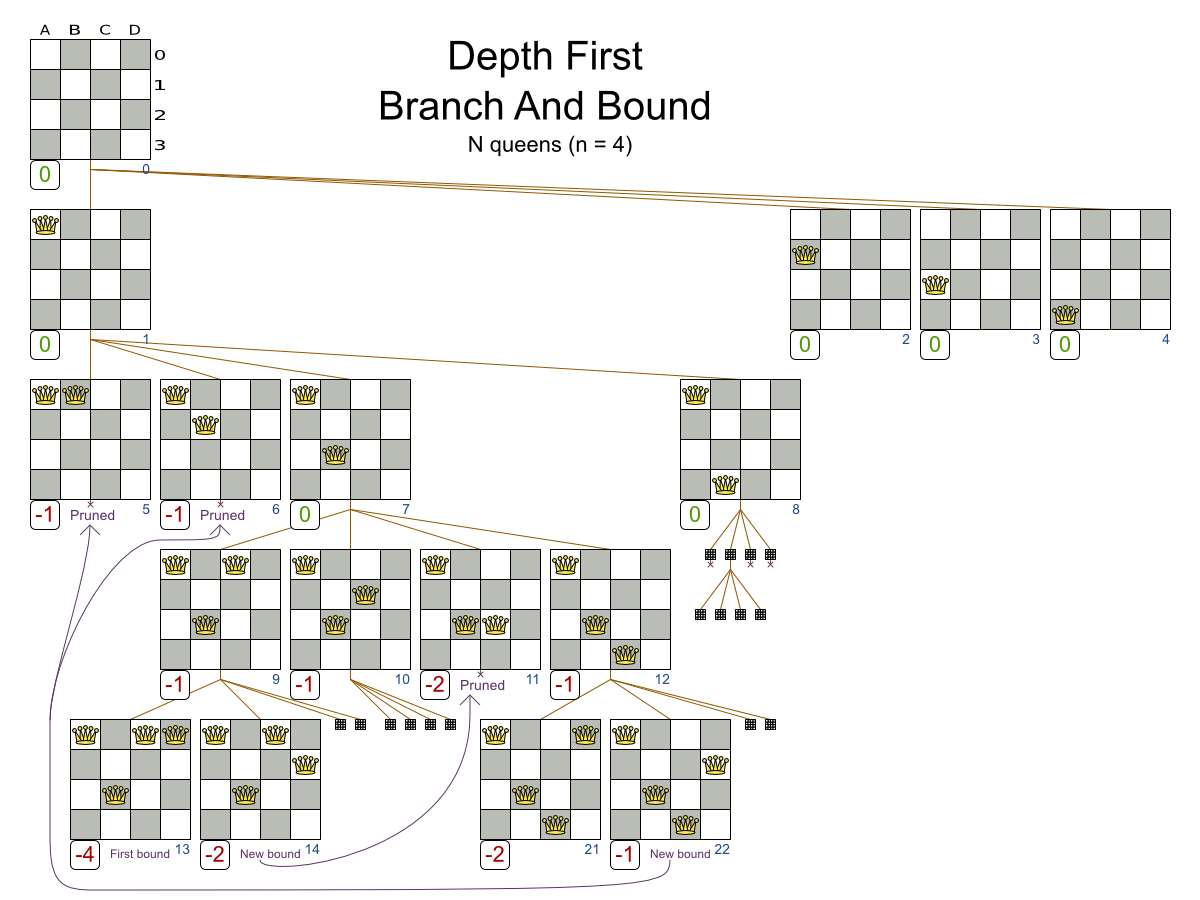 Depth First
Branch And Bound
N queens (n = 4)
A B C D
0
1
2
3
0 0
0 1
0 2
0 3
0 4
-1 Pruned 5
-1 Pruned 6
0 7
0 8
-1 9
-1 10
-2 Pruned 11
-1 12
-4 First bound 13
-2 New bound 14
-2 21
-1 New bound 22